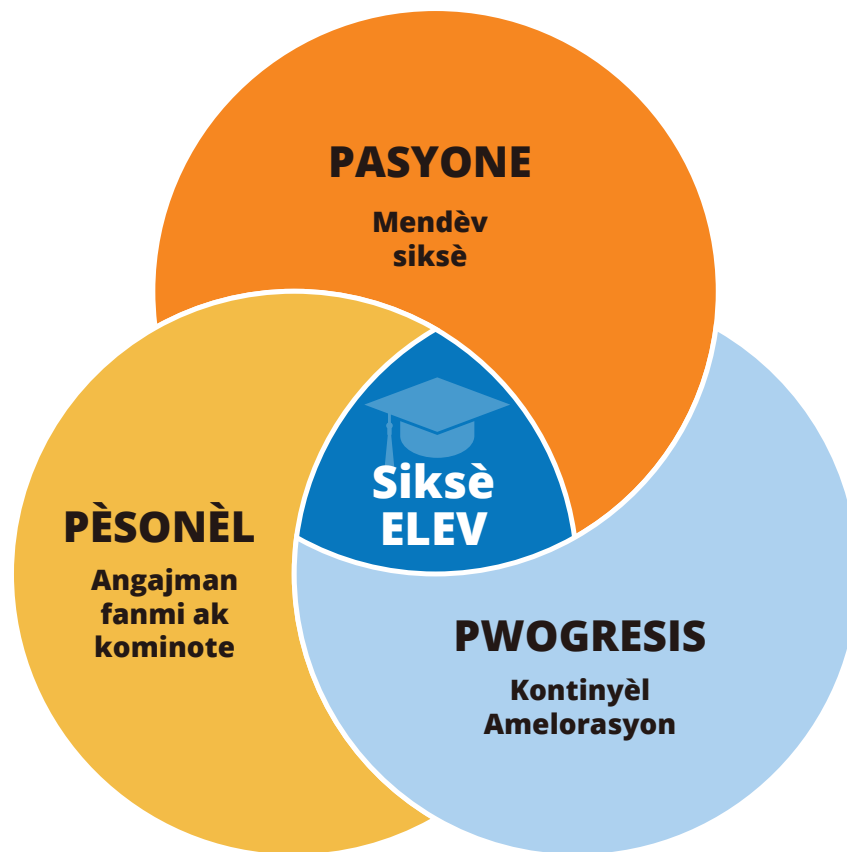 PASYONE
Mendèv
siksè
Siksè
ELEV
PÈSONÈL
Angajman
fanmi ak
kominote
PWOGRESIS
Kontinyèl
Amelorasyon